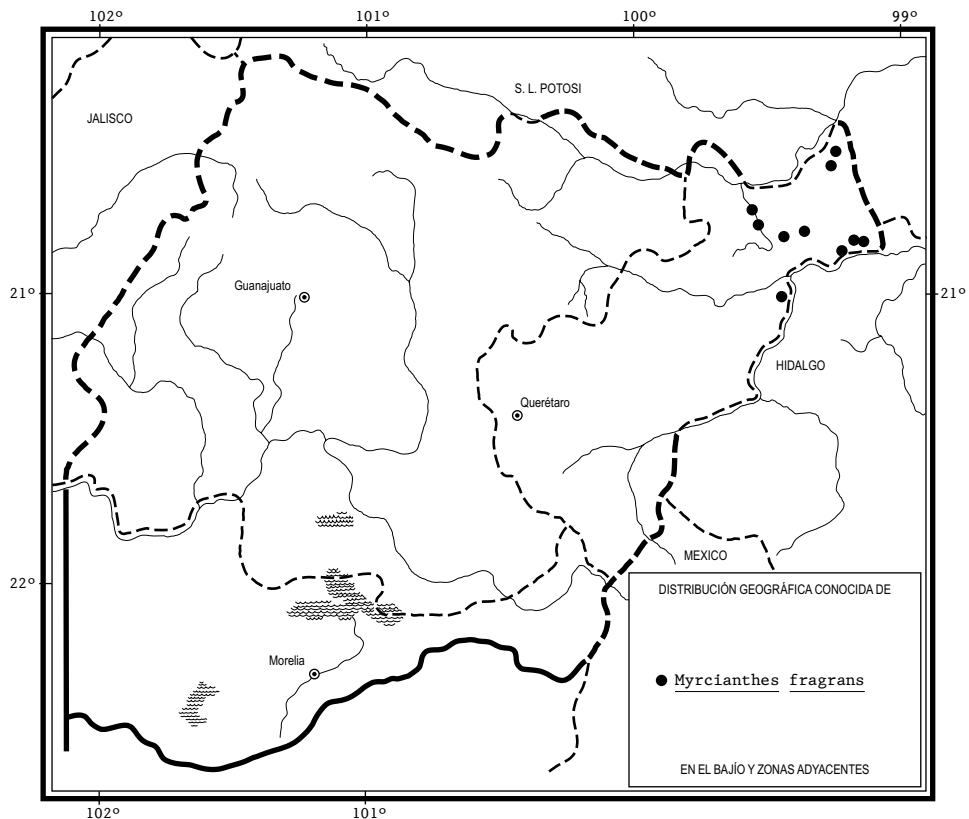 102º 101º 100º 99º
S. L. POTOSI
JALISCO
Guanajuato
21º 21º
HIDALGO
Querétaro
MEXICO
22º
DISTRIBUCIÓN GEOGRÁFICA CONOCIDA DE
Morelia
Myrcianthes fragrans
EN EL BAJÍO Y ZONAS ADYACENTES
102º 101º